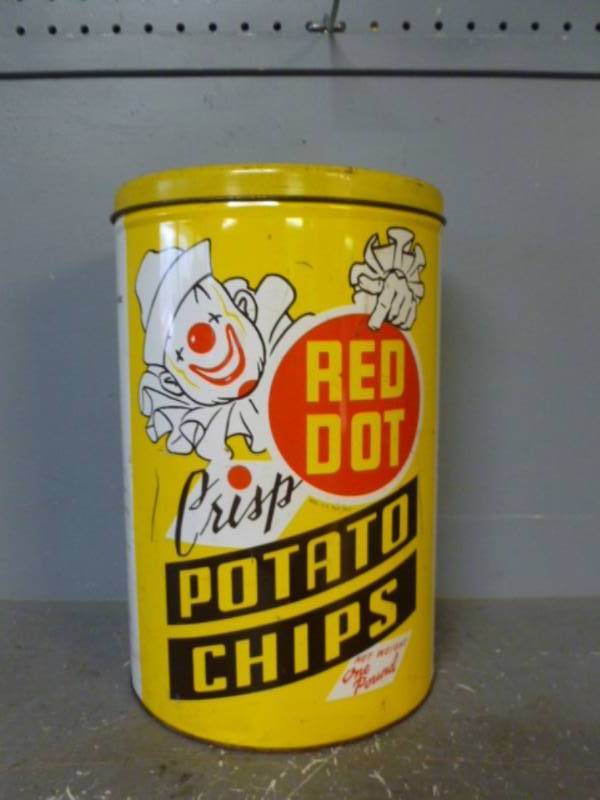 RED
DOT
Crisp
POTATO
CHIPS
NET WEIGHT
One
Pound